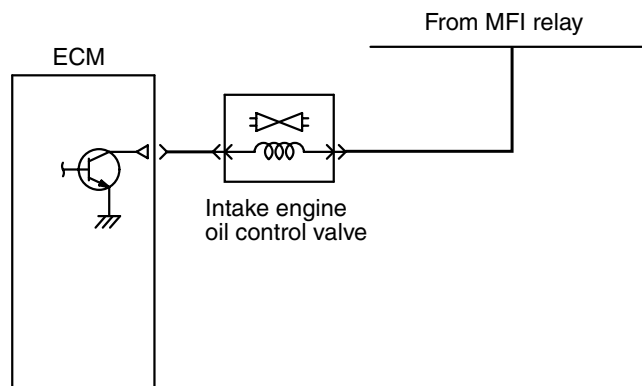 From MFI relay
ECM
Intake engine
oil control valve